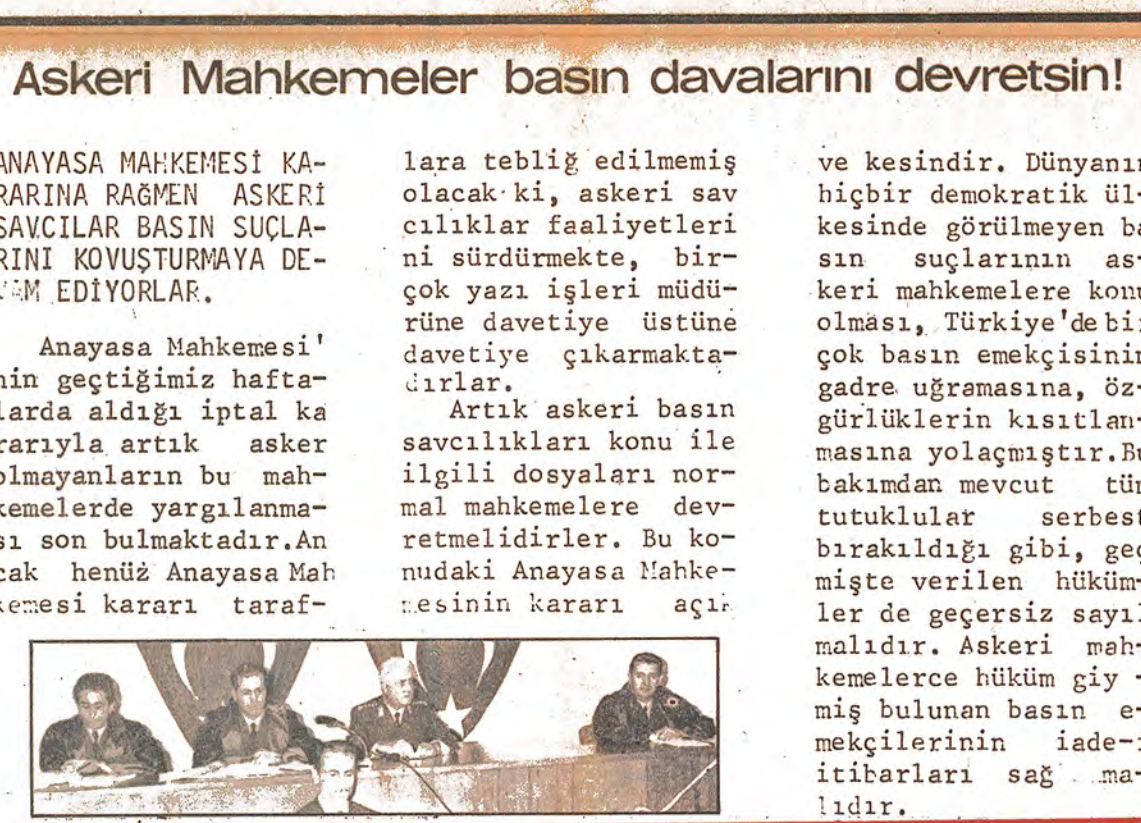 Askeri Mahkemeler basın davalarını devretsin!
ANAYASA MAHKEMESİ KA-
RARINA RAĞMEN ASKERİ
SAVCILAR BASIN SUÇLA-
RINI KOVUŞTURMAYA DE-
VAM EDİYORLAR.
Anayasa Mahkemesi'
nin geçtiğimiz hafta-
larda aldığı iptal ka
rarıyla artık asker
olmayanların bu mah-
kemelerde yargılanma-
sı son bulmaktadır.An
cak henüz Anayasa Mah
kemesi kararı taraf-
lara tebliğ edilmemiş
olacak ki, askeri sav
cılıklar faaliyetleri
ni sürdürmekte, bir-
çok yazı işleri müdü-
rüne davetiye üstüne
davetiye çıkarmakta-
dırlar.
Artık askeri basın
savcılıkları konu ile
ilgili dosyaları nor-
mal mahkemelere dev-
retmelidirler. Bu ko-
nudaki Anayasa Mahke-
mesinin kararı açık
ve kesindir. Dünyanın
hiçbir demokratik ül-
kesinde görülmeyen ba
sın suçlarının as-
keri mahkemelere konu
olması, Türkiye'de bir
çok basın emekçisinin
gadre uğramasına, öz-
gürlüklerin kısıtlan-
masına yolaçmıştır.Bu
bakımdan mevcut tüm
tutuklular serbest
bırakıldığı gibi, geç
mişte verilen hüküm-
ler de geçersiz sayıl
malıdır. Askeri mah-
kemelerce hüküm giy -
miş bulunan basın e-
mekçilerinin iade-i
itibarları sağ ma-
lıdır.